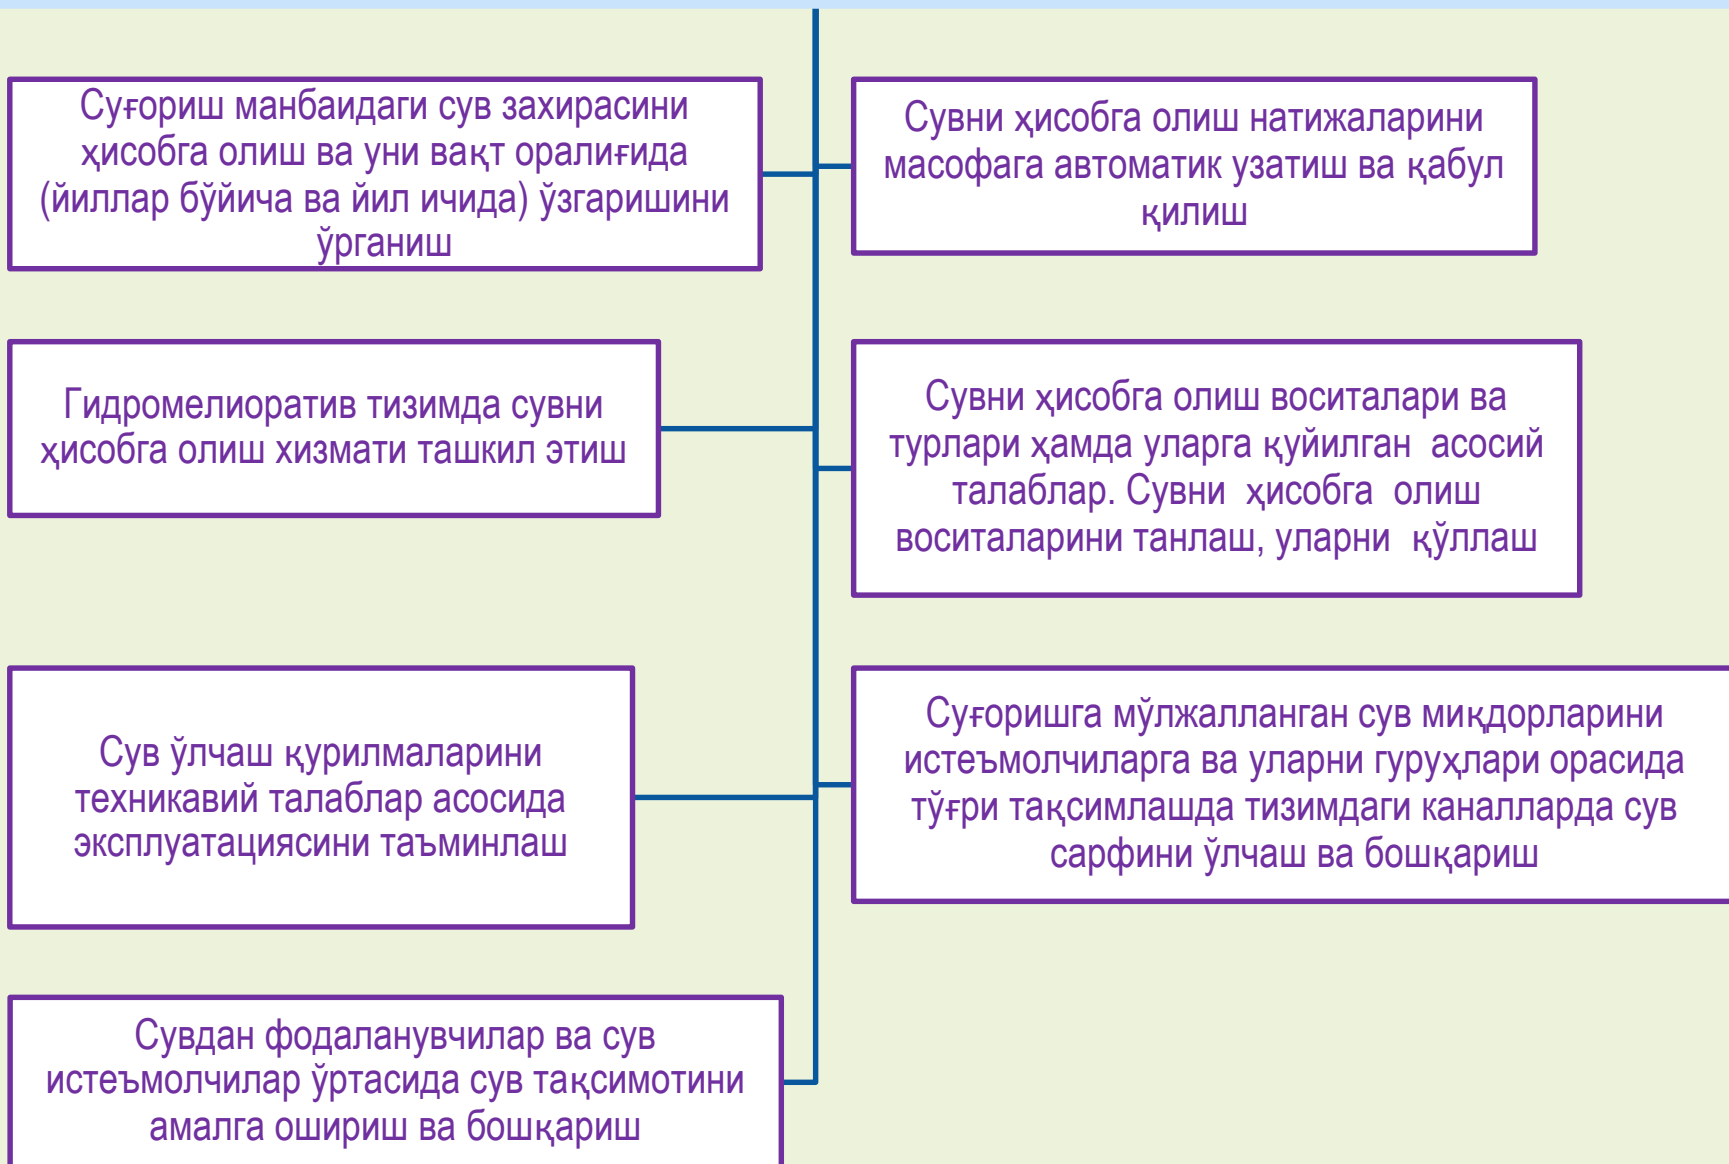 Суғориш манбаидаги сув захирасини
ҳисобга олиш ва уни вақт оралиғида
(йиллар бўйича ва йил ичида) ўзгаришини
ўрганиш
Сувни ҳисобга олиш натижаларини
масофага автоматик узатиш ва қабул
қилиш
Гидромелиоратив тизимда сувни
ҳисобга олиш хизмати ташкил этиш
Сувни ҳисобга олиш воситалари ва
турлари ҳамда уларга қуйилган асосий
талаблар. Сувни ҳисобга олиш
воситаларини танлаш, уларни қўллаш
Сув ўлчаш қурилмаларини
техникавий талаблар асосида
эксплуатациясини таъминлаш
Суғоришга мўлжалланган сув миқдорларини
истеъмолчиларга ва уларни гуруҳлари орасида
тўғри тақсимлашда тизимдаги каналларда сув
сарфини ўлчаш ва бошқариш
Сувдан фодаланувчилар ва сув
истеъмолчилар ўртасида сув тақсимотини
амалга ошириш ва бошқариш